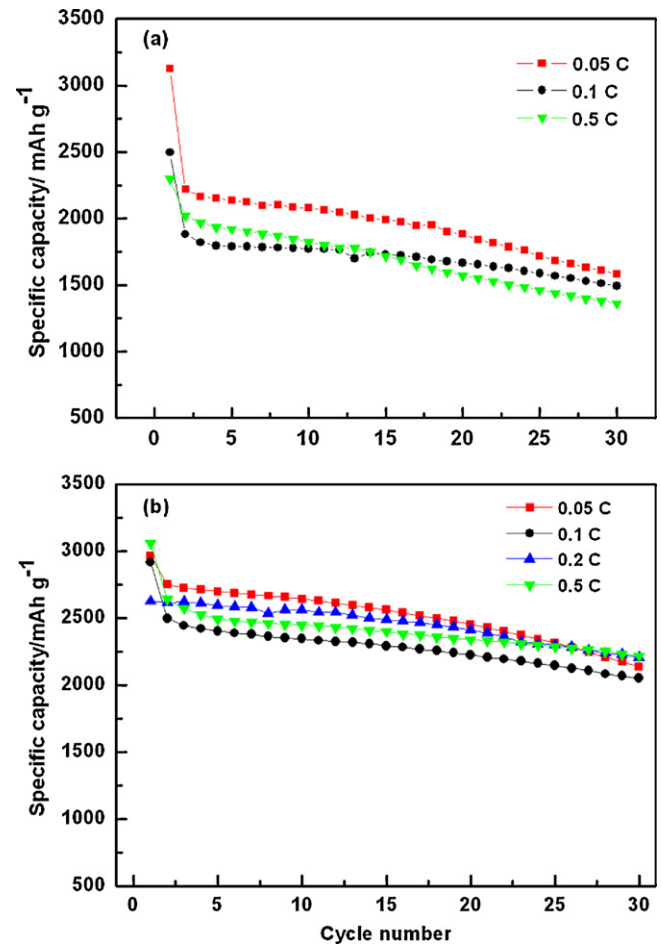 (a)
3500
3000
2500
2000
1500
1000
500
Specific capacity/ mAh g⁻¹
0.05 C
0.1 C
0.5 C
0 5 10 15 20 25 30
(b)
3500
3000
2500
2000
1500
1000
500
Specific capacity/mAh g⁻¹
0.05 C
0.1 C
0.2 C
0.5 C
0 5 10 15 20 25 30
Cycle number